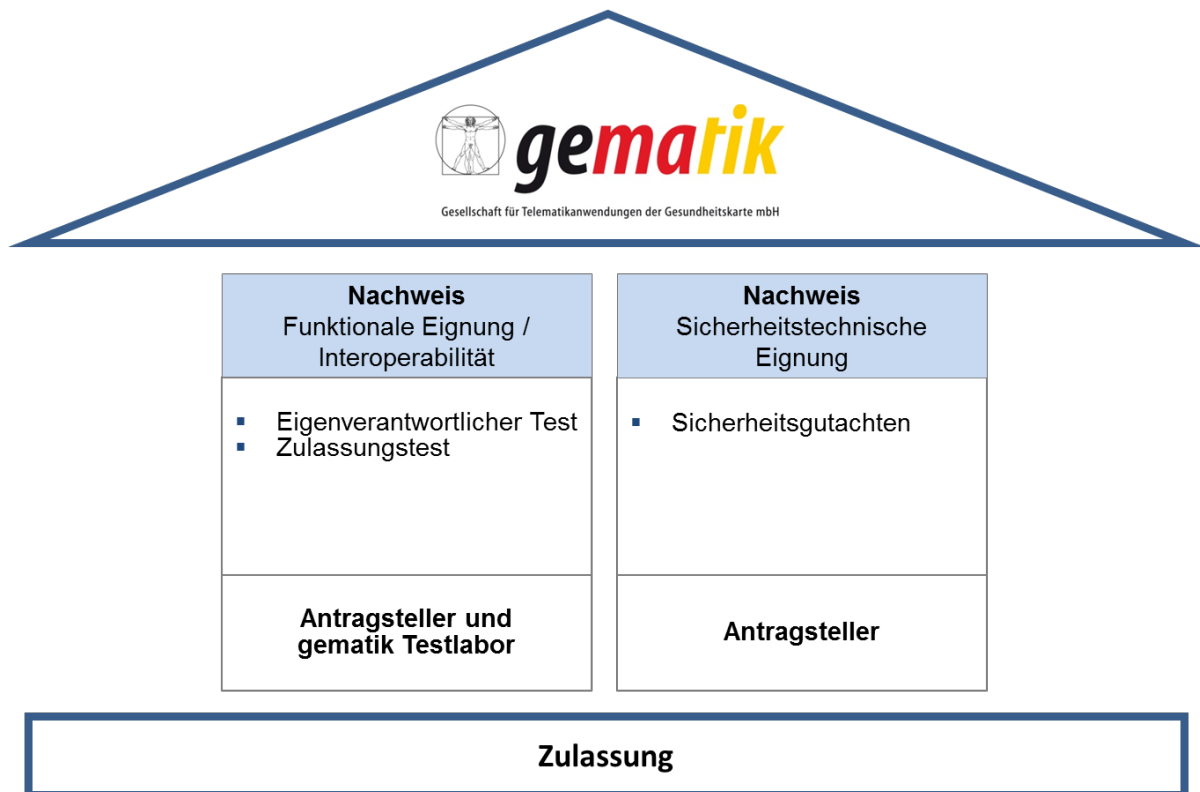 gematik
Gesellschaft für Telematikanwendungen der Gesundheitskarte mbH
Nachweis
Funktionale Eignung /
Interoperabilität
▪ Eigenverantwortlicher Test
▪ Zulassungstest
Antragsteller und
gematik Testlabor
Nachweis
Sicherheitstechnische
Eignung
▪ Sicherheitsgutachten
Antragsteller
Zulassung